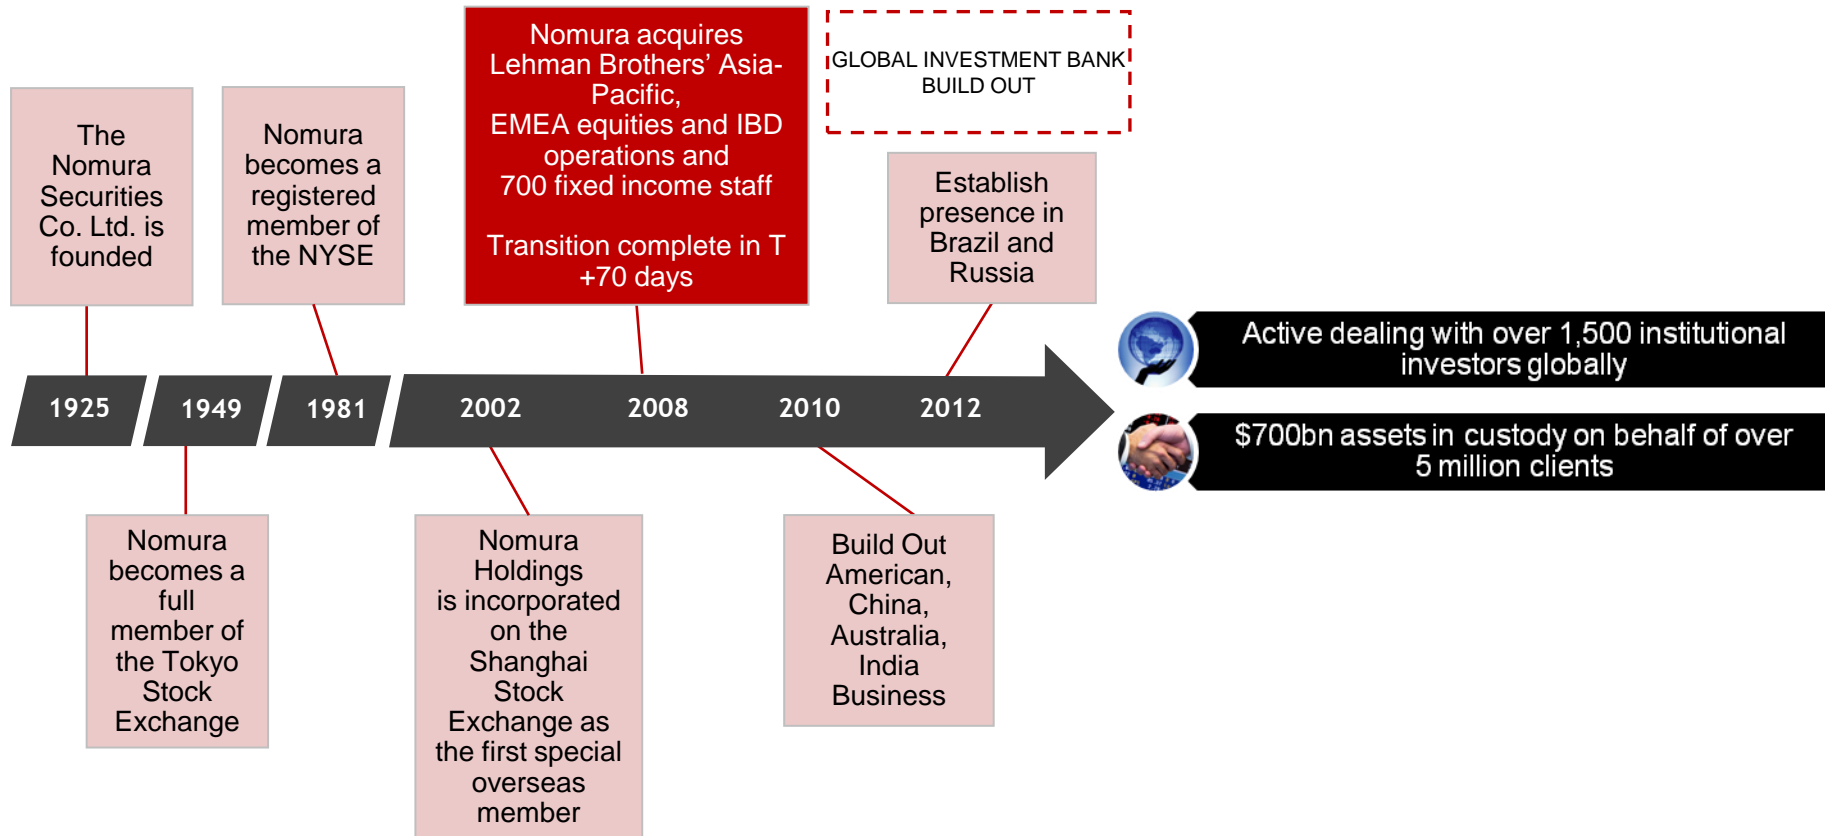 The
Nomura
Securities
Co. Ltd. is
founded
Nomura
becomes a
registered
member of
the NYSE
Nomura acquires
Lehman Brothers’ Asia-
Pacific,
EMEA equities and IBD
operations and
700 fixed income staff
Transition complete in T
+70 days
GLOBAL INVESTMENT BANK
BUILD OUT
Establish
presence in
Brazil and
Russia
1925
1949
1981
2002
2008
2010
2012
Active dealing with over 1,500 institutional
investors globally
$700bn assets in custody on behalf of over
5 million clients
Nomura
becomes a
full
member of
the Tokyo
Stock
Exchange
Nomura
Holdings
is incorporated
on the
Shanghai
Stock
Exchange as
the first special
overseas
member
Build Out
American,
China,
Australia,
India
Business